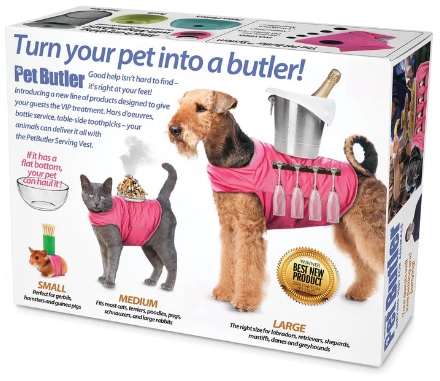 Turn your pet into a butler!
Pet Butler
Good help isn't hard to find –
it's right at your feet!
Introducing a new line of products designed to give
your guests the VIP treatment. Hors d'oeuvres,
bottle service, table-side toothpicks – your
animals can deliver it all with
the PetButler Serving Vest.
If it has a
flat bottom,
your pet
can haul it!
SMALL
Perfect for gerbils,
hamsters and guinea pigs
MEDIUM
Fits most cats, terriers, poodles, pugs,
schnauzers, and large rabbits
WINNER
BEST NEW
PRODUCT
LARGE
The right size for labradors, retrievers, shepards,
mastiffs, danes and greyhounds
Pet Butler